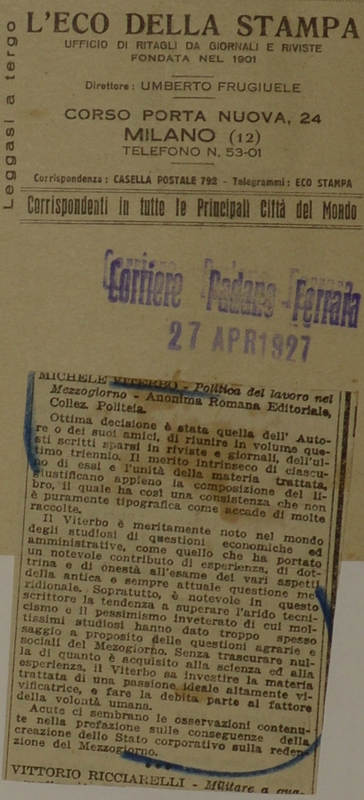 Leggasi a tergo
L'ECO DELLA STAMPA
UFFICIO DI RITAGLI DA GIORNALI E RIVISTE
FONDATA NEL 1901
Direttore: UMBERTO FRUGIUELE
CORSO PORTA NUOVA, 24
MILANO (12)
TELEFONO N. 53-01
Corrispondenza: CASELLA POSTALE 792 - Telegrammi: ECO STAMPA
Corrispondenti in tutte le Principali Città del Mondo
Corriere Padano - Ferrara
27 APR 1927
MICHELE VITERBO - Politica del lavoro nel
Mezzogiorno - Anonima Romana Editoriale,
Collez. Politeia.
Ottima decisione è stata quella dell' Auto-
re o dei suoi amici, di riunire in volume que-
sti scritti sparsi in riviste e giornali, dell'ul-
timo triennio. Il merito intrinseco di ciascu-
no di essi e l'unità della materia trattata,
giustificano appieno la composizione del li-
bro, il quale ha così una consistenza che non
è puramente tipografica come accade di molte
raccolte.
Il Viterbo è meritamente noto nel mondo
degli studiosi di questioni economiche ed
amministrative, come quello che ha portato
un notevole contributo di esperienza, di dot-
trina e di onestà all'esame dei vari aspetti
della antica e sempre attuale questione me-
ridionale. Sopratutto, è notevole in questo
scrittore la tendenza a superare l'arido tecni-
cismo e il pessimismo inveterato di cui mol-
tissimi studiosi hanno dato troppo spesso
saggio a proposito delle questioni agrarie e
sociali del Mezogiorno. Senza trascurare nul-
la di quanto è acquisito alla scienza ed alla
esperienza, il Viterbo sa investire la materia
trattata di una passione ideale altamente vi-
vificatrice, e fare la debita parte al fattore
della volontà umana.
Acute ci sembrano le osservazioni contenu-
te nella prefazione sulle conseguenze della
creazione dello Stato corporativo sulla reden-
zione del Mezzogiorno.
VITTORIO RICCIARELLI - Militare a